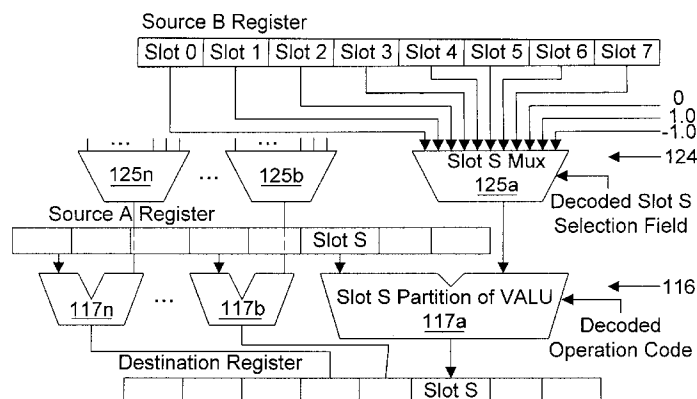 Source B Register
Slot 0 Slot 1 Slot 2 Slot 3 Slot 4 Slot 5 Slot 6 Slot 7
0
1.0
-1.0
... ... Slot S Mux 124
125n ... 125b 125a
Decoded Slot S
Selection Field
Source A Register
Slot S
117n ... 117b Slot S Partition of VALU 116
117a
Decoded
Operation Code
Destination Register
Slot S